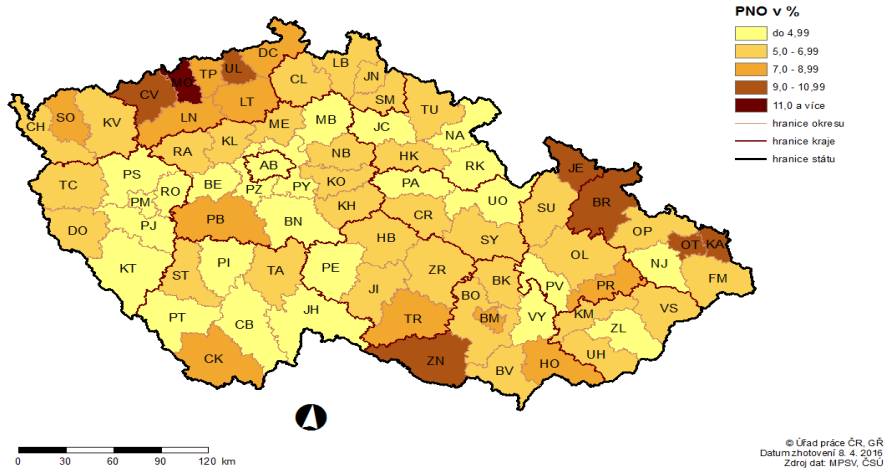 PNO v %
do 4,99
5,0 - 6,99
7,0 - 8,99
9,0 - 10,99
11,0 a více
hranice okresu
hranice kraje
hranice státu
DC
LB
MO TP UL
CL JN
CV
SM
LT
TU
CH SO KV LN
MB
ME
JC NA
RA KL
NB HK RK
PS AB
TC RO BE PZ PY KO PA
PM
KH UO JE
PB CR SU BR
DO PJ BN
OP
HB SY OT KA
KT ST PI TA PE ZR OL NJ FM
JI BK PV PR
BO
PT CB JH TR BM VY KM VS
ZL
CK ZN UH
BV HO
0 30 60 90 120 km
© Úřad práce ČR, GŘ
Datum zhotovení 8. 4. 2016
Zdroj dat: MPSV, ČSÚ